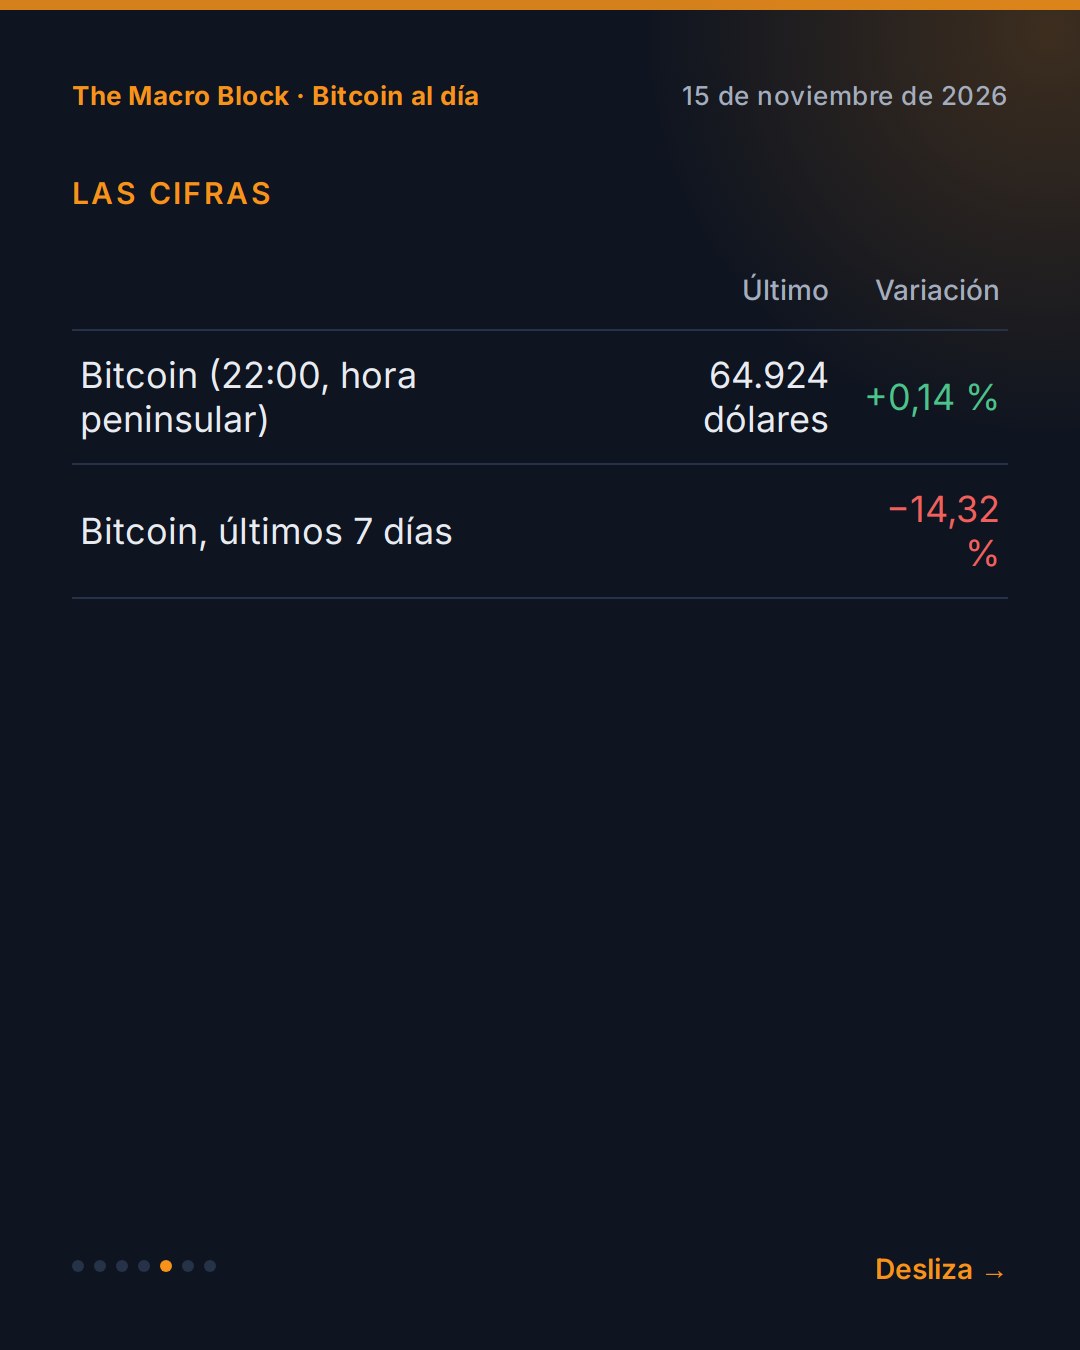 The Macro Block · Bitcoin al día
15 de noviembre de 2026
LAS CIFRAS
Último Variación
Bitcoin (22:00, hora
peninsular)
64.924
dólares
+0,14 %
Bitcoin, últimos 7 días
−14,32
%
Desliza →